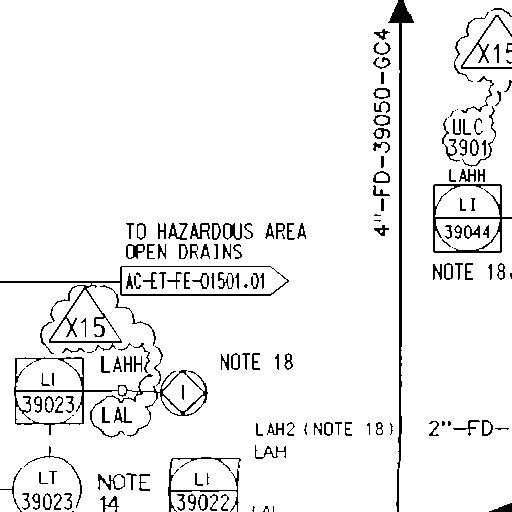 4"-FD-39050-GC4
X15
ULC
3901
LAHH
LI
39044
NOTE 18
TO HAZARDOUS AREA
OPEN DRAINS
AC-ET-FE-01501.01
X15
LAHH
NOTE 18
LI
39023
I
LAL
LAH2 (NOTE 18)
2"-FD-
LAH
LT
39023
NOTE
14
LI
39022
LAL